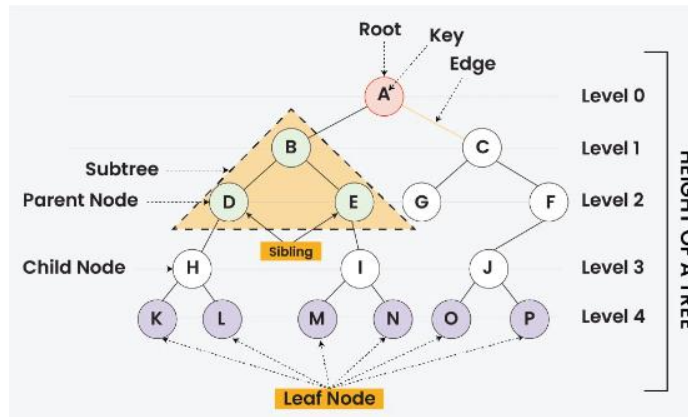 Root
Key
Edge
A
Level 0
B
C
Level 1
Subtree
Parent Node
D
E
G
F
Level 2
Sibling
Child Node
H
I
J
Level 3
K
L
M
N
O
P
Level 4
Leaf Node
HEIGHT OF A TREE